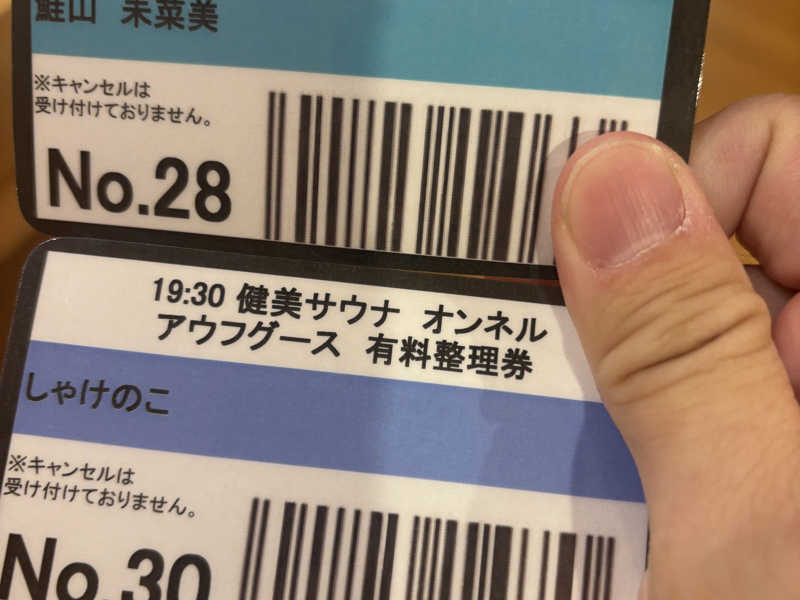 鮭山 未菜美
※キャンセルは
受け付けておりません。
No.28
19:30 健美サウナ オンネル
アウフグース 有料整理券
しゃけのこ
※キャンセルは
受け付けておりません。
No.30